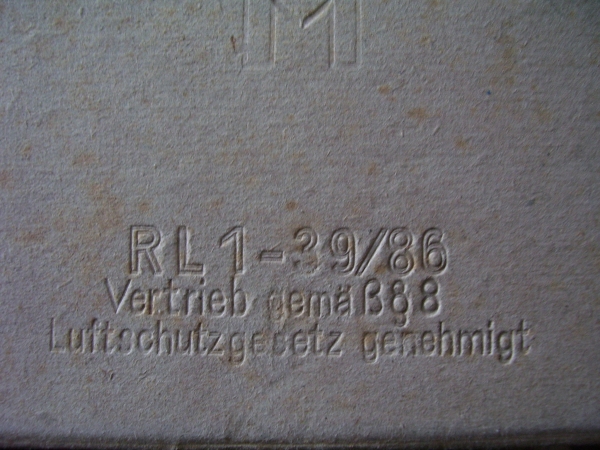 M
RL1-39/86
Vertrieb gemäß § 8
Luftschutzgesetz genehmigt